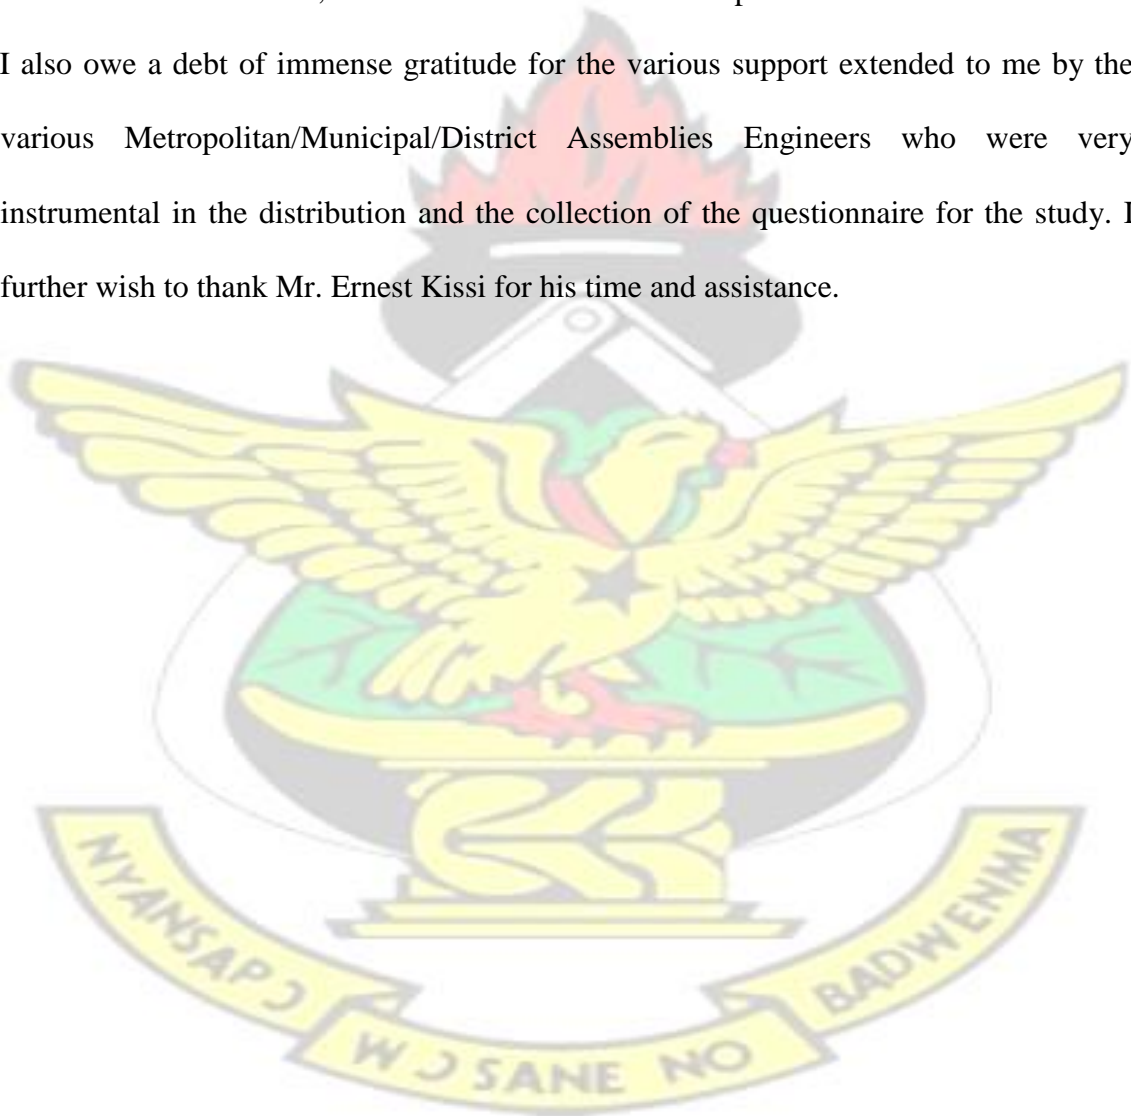 I also owe a debt of immense gratitude for the various support extended to me by the
various Metropolitan/Municipal/District Assemblies Engineers who were very
instrumental in the distribution and the collection of the questionnaire for the study. I
further wish to thank Mr. Ernest Kissi for his time and assistance.
NYANSAPƆ
WƆSANE NO
BADWENMA